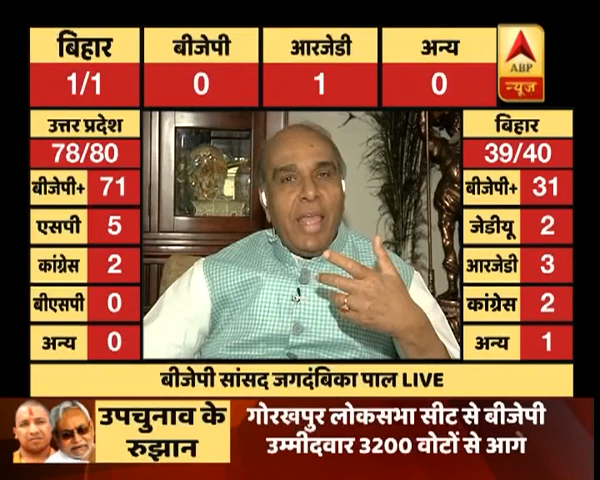 बिहार
1/1
बीजेपी
0
आरजेडी
1
अन्य
0
ABP
न्यूज़
उत्तर प्रदेश
78/80
बीजेपी+ 71
एसपी 5
कांग्रेस 2
बीएसपी 0
अन्य 0
बिहार
39/40
बीजेपी+ 31
जेडीयू 2
आरजेडी 3
कांग्रेस 2
अन्य 1
बीजेपी सांसद जगदंबिका पाल LIVE
उपचुनाव के
रुझान
गोरखपुर लोकसभा सीट से बीजेपी
उम्मीदवार 3200 वोटों से आगे